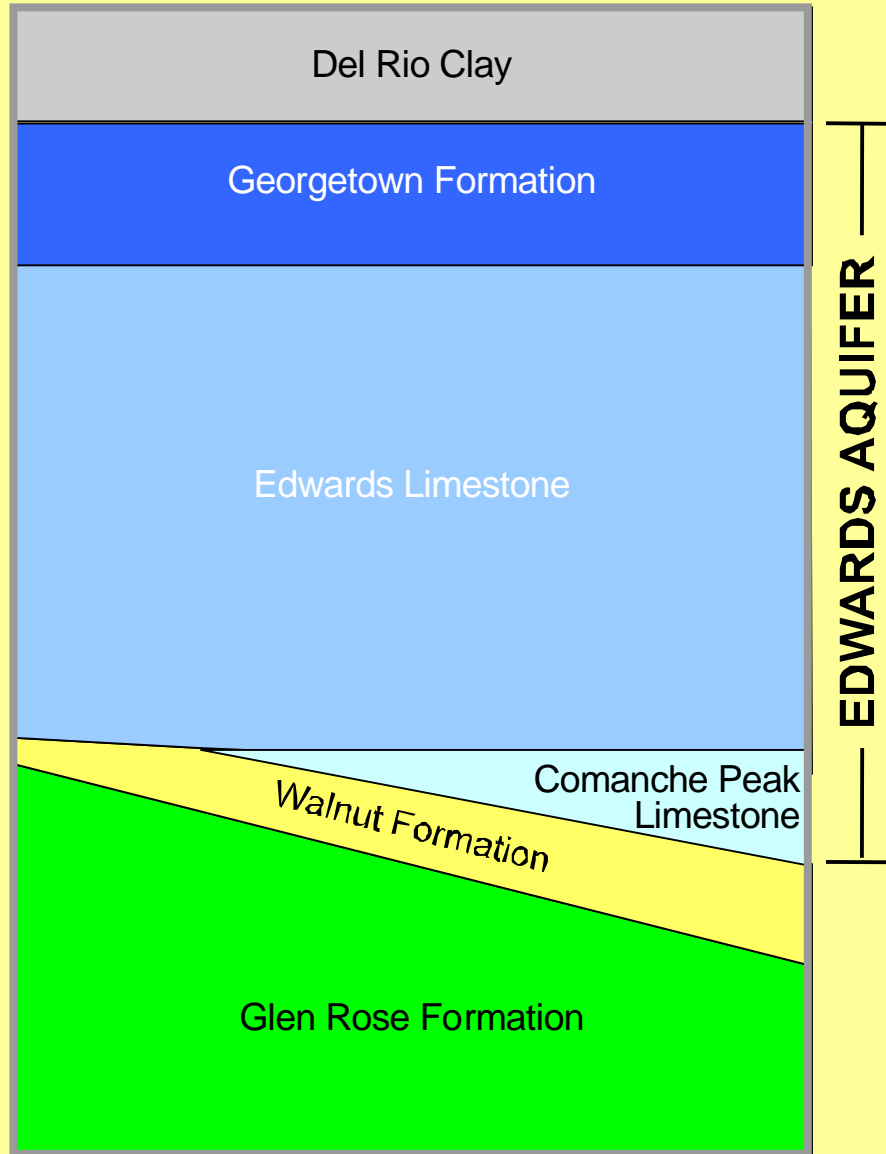 Del Rio Clay
Georgetown Formation
Edwards Limestone
Comanche Peak
Limestone
Walnut Formation
Glen Rose Formation
EDWARDS AQUIFER